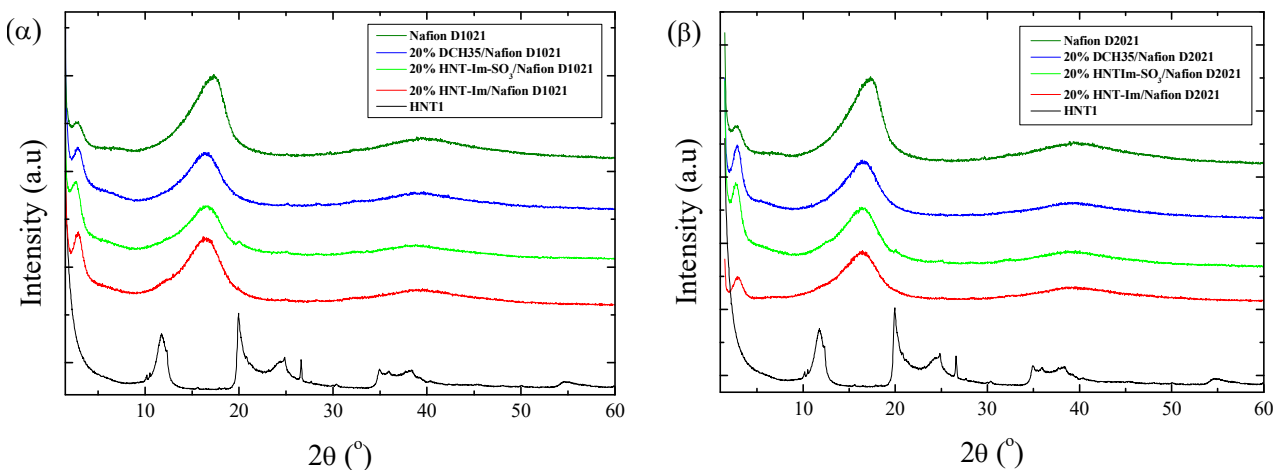 (α)
Nafion D1021
20% DCH35/Nafion D1021
20% HNT-Im-SO₃/Nafion D1021
20% HNT-Im/Nafion D1021
HNT1
Intensity (a.u)
10
20
30
40
50
60
2θ (°)
(β)
Nafion D2021
20% DCH35/Nafion D2021
20% HNTIm-SO₃/Nafion D2021
20% HNT-Im/Nafion D2021
HNT1
Intensity (a.u)
10
20
30
40
50
60
2θ (°)